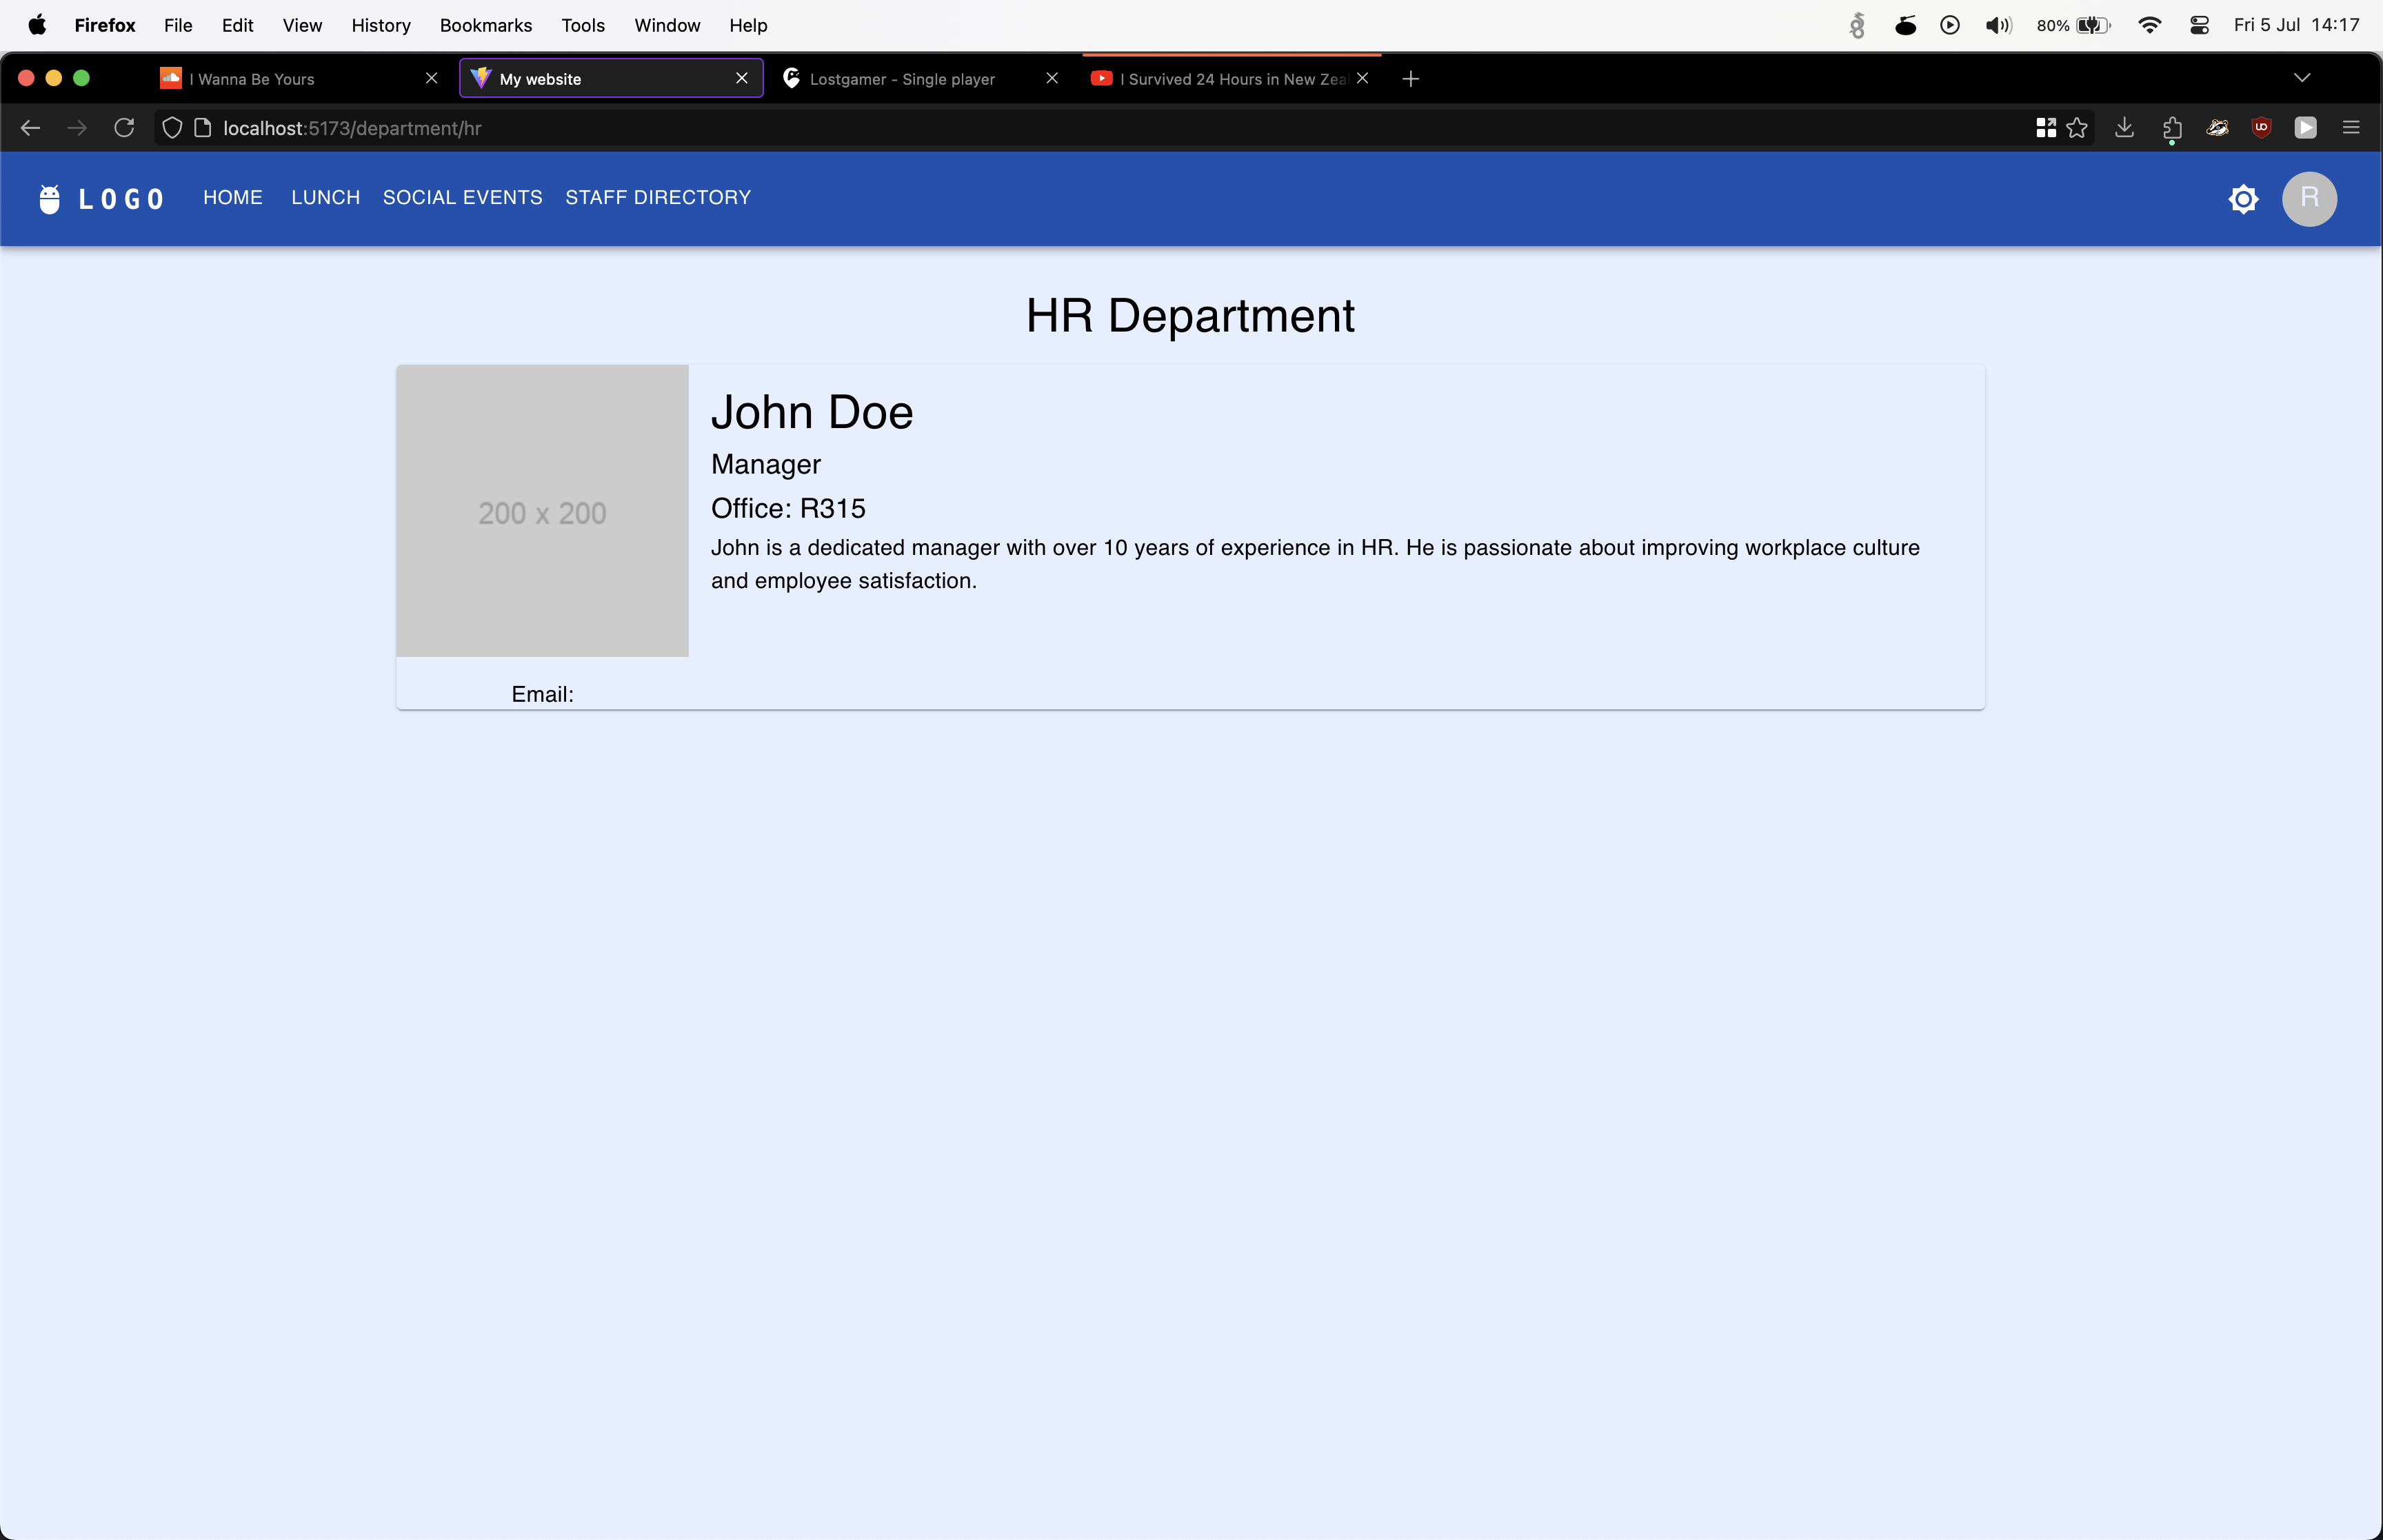 Firefox File Edit View History Bookmarks Tools Window Help 80% Fri 5 Jul 14:17
I Wanna Be Yours My website Lostgamer - Single player I Survived 24 Hours in New Zeal
localhost:5173/department/hr
LOGO HOME LUNCH SOCIAL EVENTS STAFF DIRECTORY R
HR Department
John Doe
Manager
Office: R315
200 x 200
John is a dedicated manager with over 10 years of experience in HR. He is passionate about improving workplace culture
and employee satisfaction.
Email: